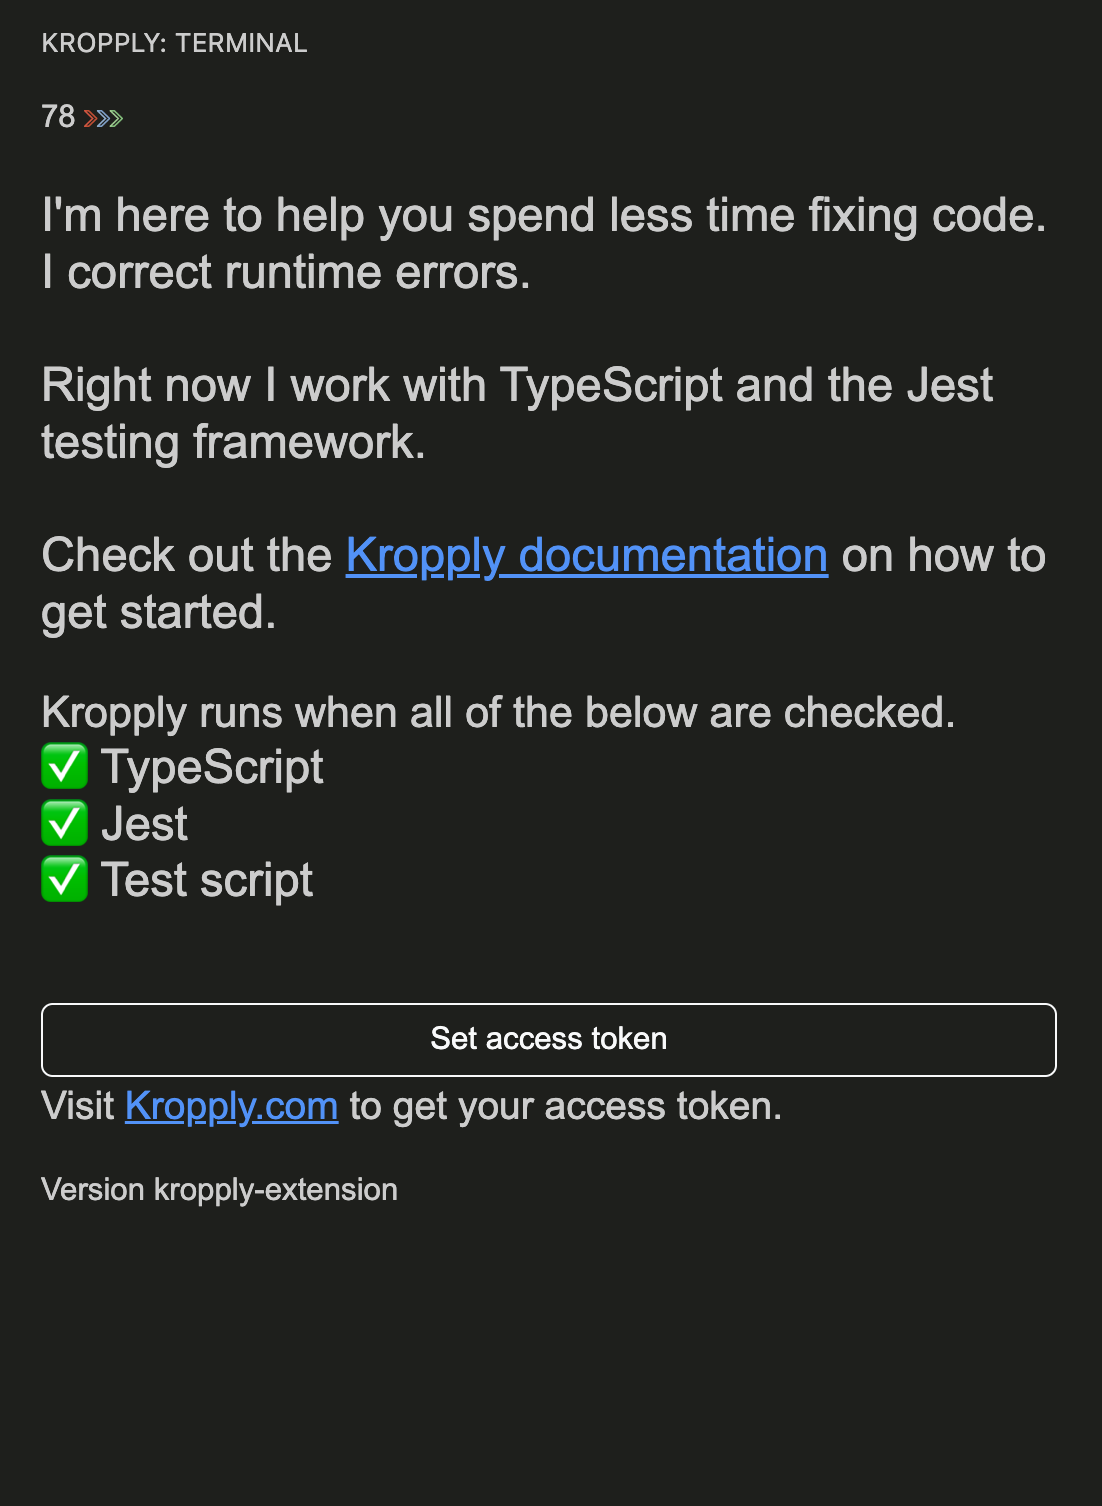 KROPPLY: TERMINAL
78
I'm here to help you spend less time fixing code.
I correct runtime errors.
Right now I work with TypeScript and the Jest
testing framework.
Check out the Kropply documentation on how to
get started.
Kropply runs when all of the below are checked.
✅ TypeScript
✅ Jest
✅ Test script
Set access token
Visit Kropply.com to get your access token.
Version kropply-extension